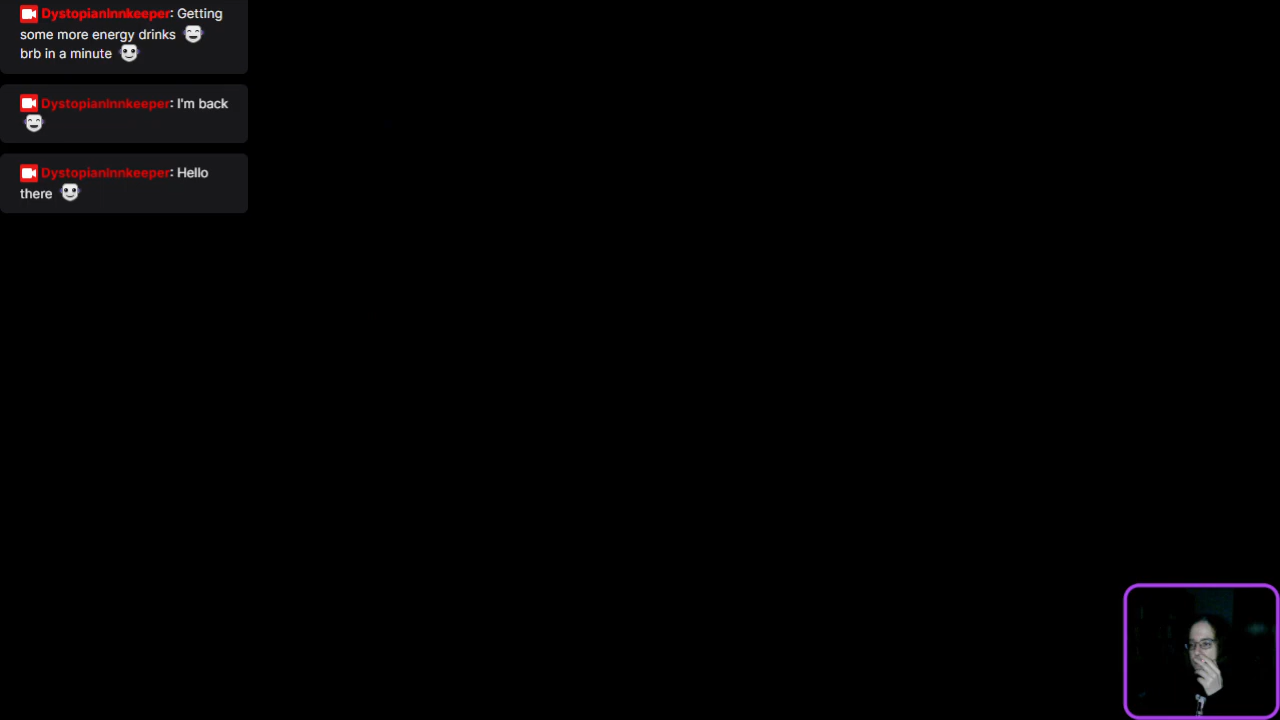 DystopianInnkeeper: Getting
some more energy drinks
brb in a minute
DystopianInnkeeper: I'm back
DystopianInnkeeper: Hello
there